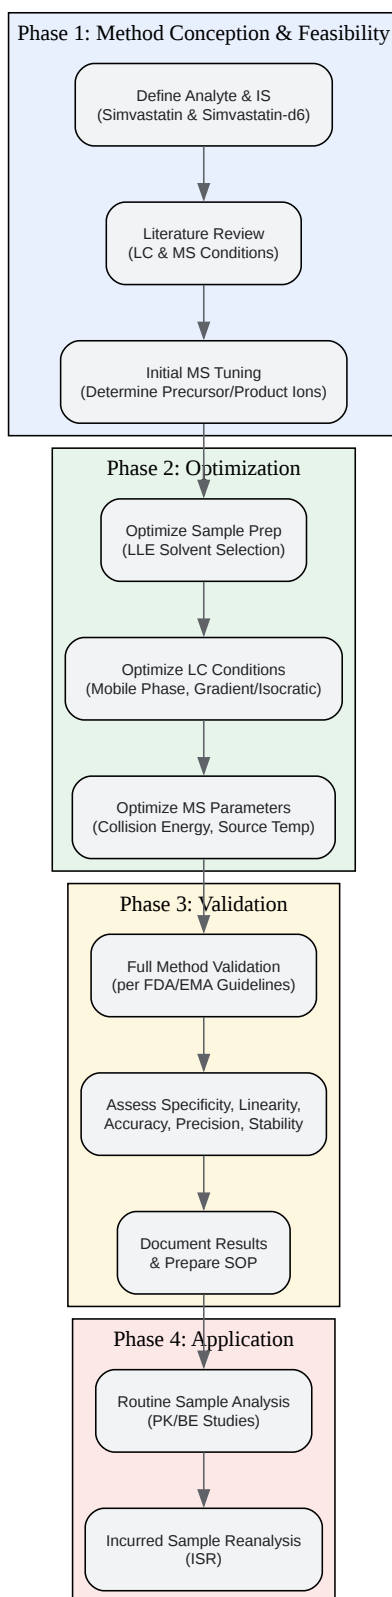 Phase 1: Method Conception & Feasibility
Define Analyte & IS
(Simvastatin & Simvastatin-d6)
Literature Review
(LC & MS Conditions)
Initial MS Tuning
(Determine Precursor/Product Ions)
Phase 2: Optimization
Optimize Sample Prep
(LLE Solvent Selection)
Optimize LC Conditions
(Mobile Phase, Gradient/Isocratic)
Optimize MS Parameters
(Collision Energy, Source Temp)
Phase 3: Validation
Full Method Validation
(per FDA/EMA Guidelines)
Assess Specificity, Linearity,
Accuracy, Precision, Stability
Document Results
& Prepare SOP
Phase 4: Application
Routine Sample Analysis
(PK/BE Studies)
Incurred Sample Reanalysis
(ISR)